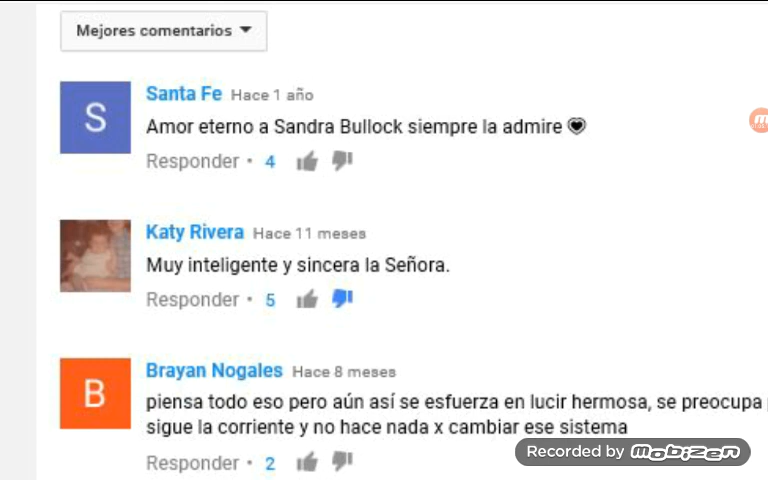 Mejores comentarios
S
Santa Fe Hace 1 año
Amor eterno a Sandra Bullock siempre la admire
Responder • 4
Katy Rivera Hace 11 meses
Muy inteligente y sincera la Señora.
Responder • 5
B
Brayan Nogales Hace 8 meses
piensa todo eso pero aún así se esfuerza en lucir hermosa, se preocupa
sigue la corriente y no hace nada x cambiar ese sistema
Recorded by mobizen
Responder • 2